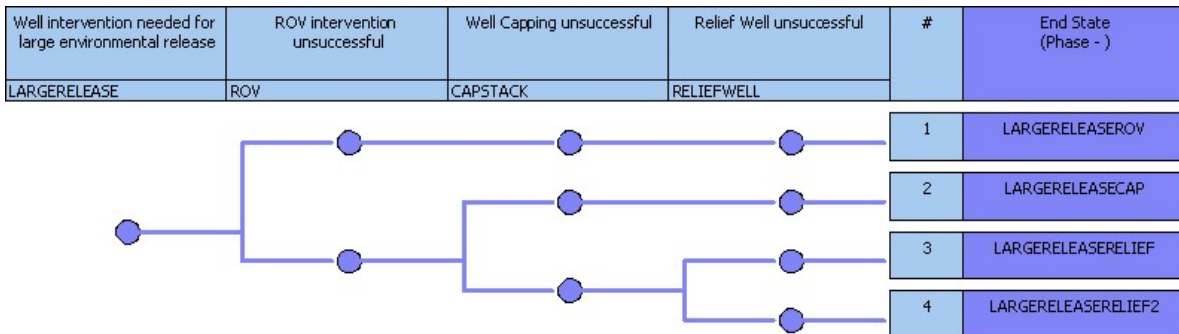 Well intervention needed for
large environmental release
ROV intervention
unsuccessful
Well Capping unsuccessful
Relief Well unsuccessful
#
End State
(Phase - )
LARGERELEASE
ROV
CAPSTACK
RELIEFWELL
1
LARGERELEASEROV
2
LARGERELEASECAP
3
LARGERELEASERELIEF
4
LARGERELEASERELIEF2